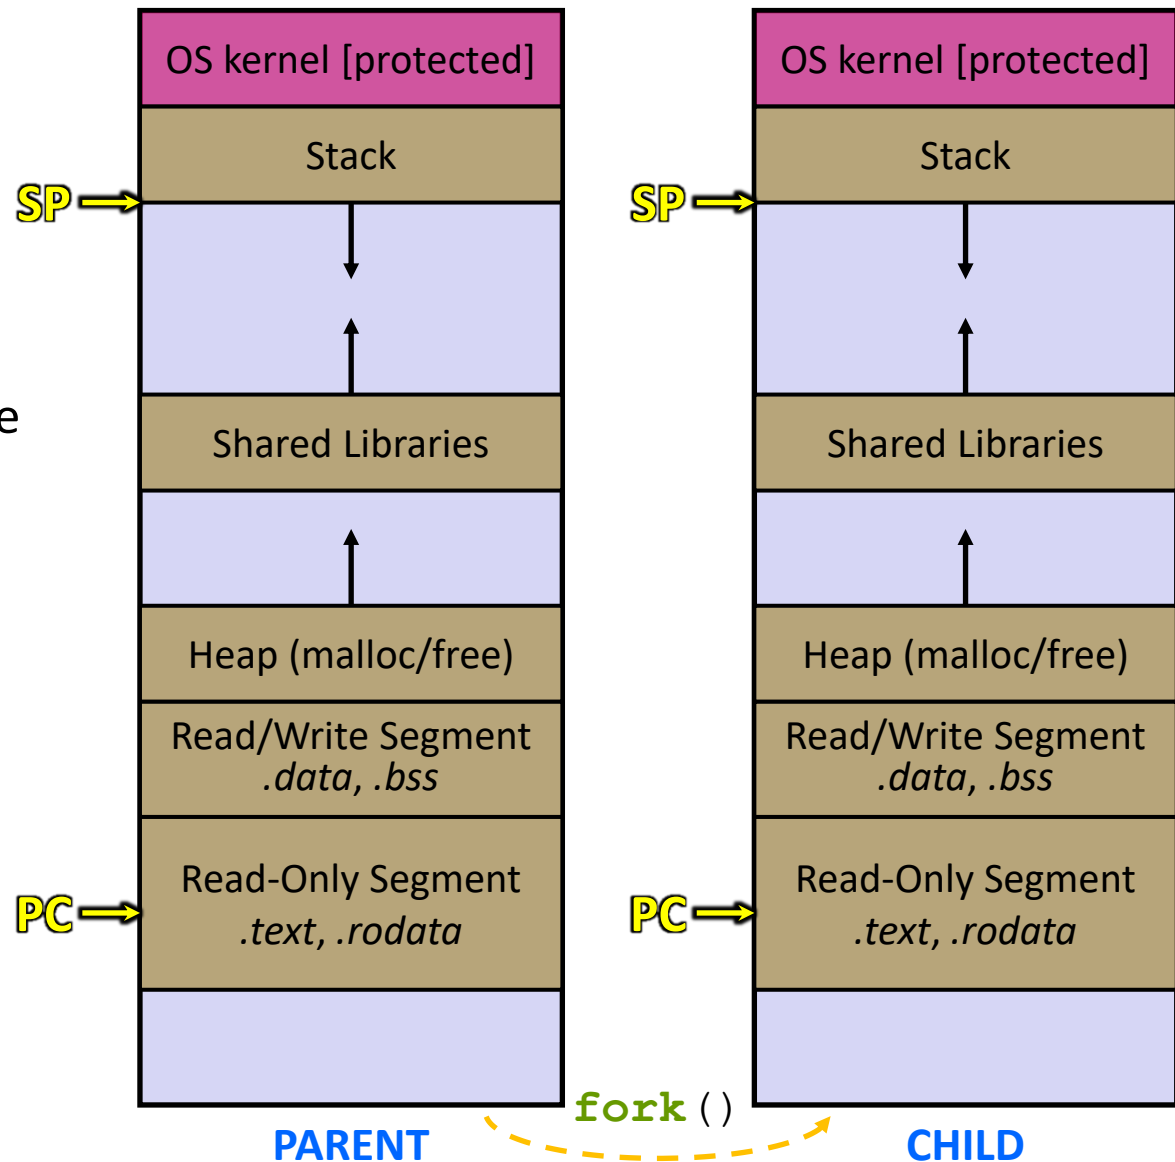 OS kernel [protected]
Stack
SP
e
Shared Libraries
Heap (malloc/free)
Read/Write Segment
.data, .bss
Read-Only Segment
PC
.text, .rodata
PARENT
OS kernel [protected]
Stack
SP
Shared Libraries
Heap (malloc/free)
Read/Write Segment
.data, .bss
Read-Only Segment
PC
.text, .rodata
fork()
CHILD